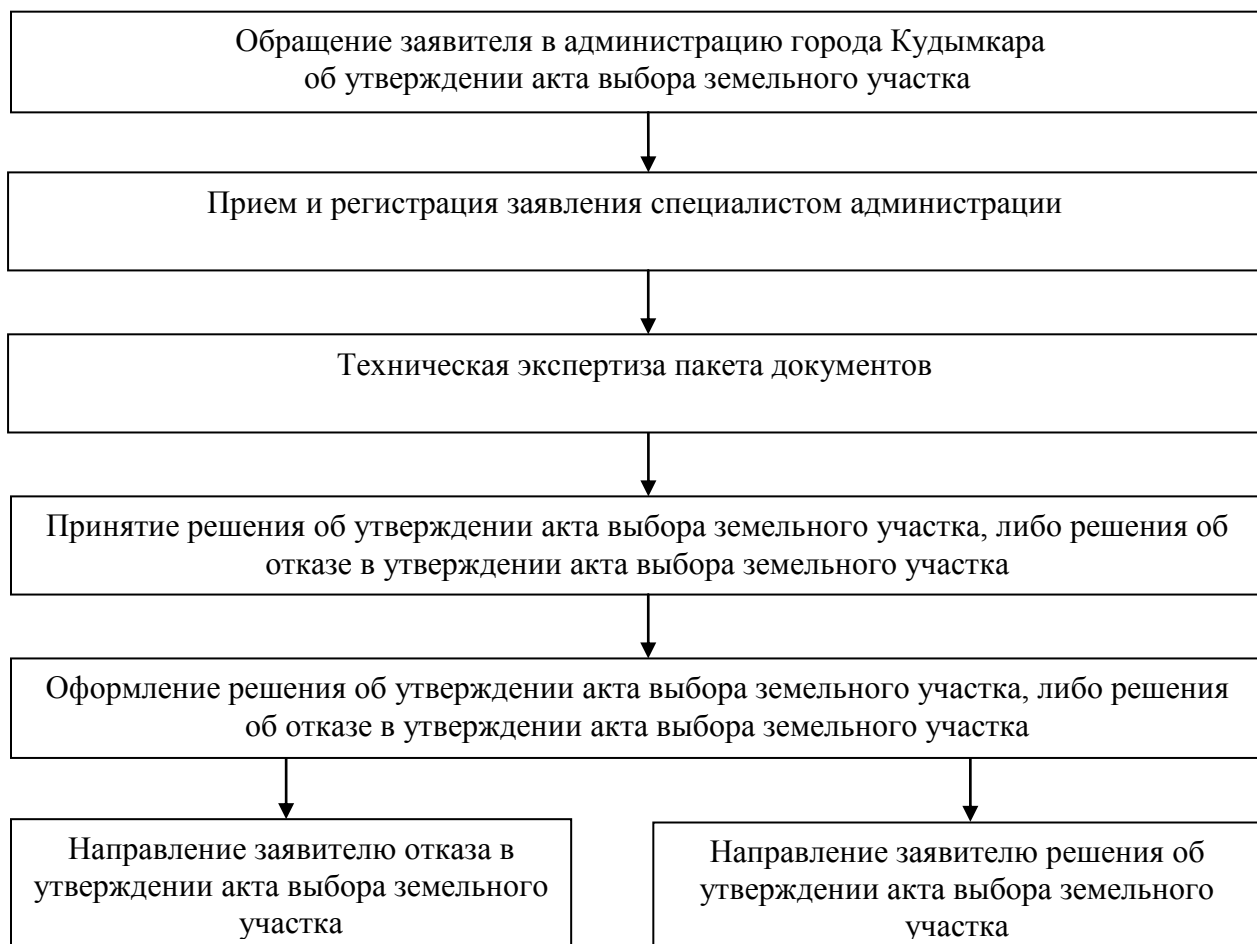 Обращение заявителя в администрацию города Кудымкара
об утверждении акта выбора земельного участка
Прием и регистрация заявления специалистом администрации
Техническая экспертиза пакета документов
Принятие решения об утверждении акта выбора земельного участка, либо решения об
отказе в утверждении акта выбора земельного участка
Оформление решения об утверждении акта выбора земельного участка, либо решения
об отказе в утверждении акта выбора земельного участка
Направление заявителю отказа в
утверждении акта выбора земельного
участка
Направление заявителю решения об
утверждении акта выбора земельного
участка